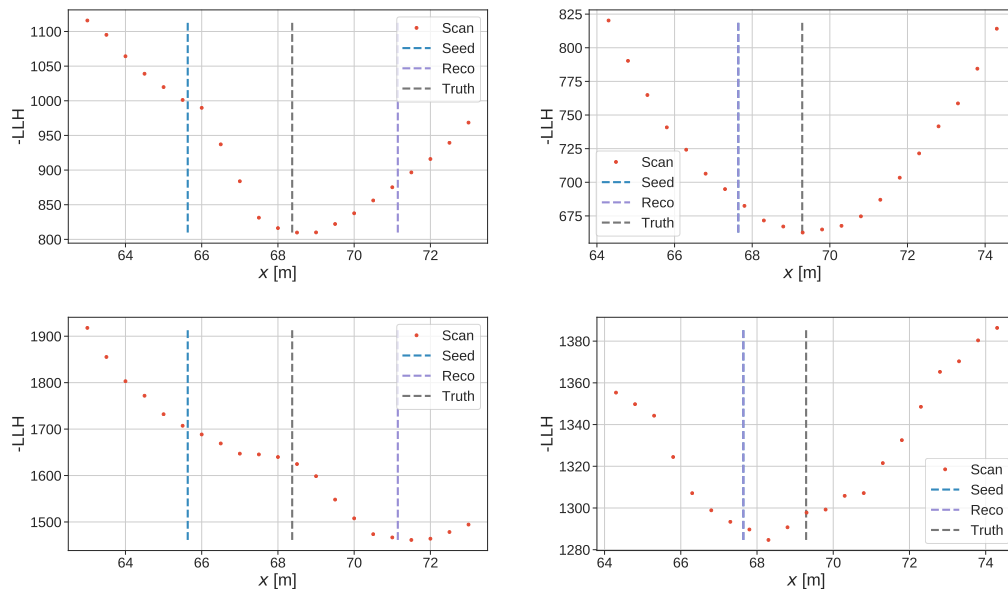 1100
1050
1000
950
900
850
800
-LLH
64
66
68
70
72
x [m]
Scan
Seed
Reco
Truth
825
800
775
750
725
700
675
-LLH
64
66
68
70
72
74
x [m]
Scan
Seed
Reco
Truth
1900
1800
1700
1600
1500
-LLH
64
66
68
70
72
x [m]
Scan
Seed
Reco
Truth
1380
1360
1340
1320
1300
1280
-LLH
64
66
68
70
72
74
x [m]
Scan
Seed
Reco
Truth